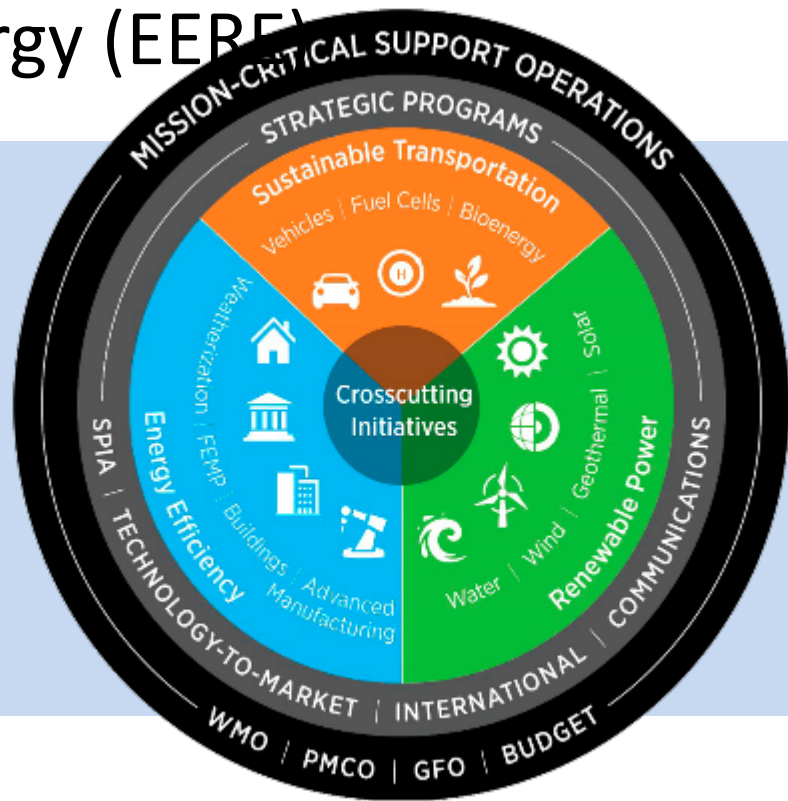 rgy (EERE)
MISSION-CRITICAL SUPPORT OPERATIONS
STRATEGIC PROGRAMS
Sustainable Transportation
Vehicles | Fuel Cells | Bioenergy
H
Crosscutting
Initiatives
Energy Efficiency
Weatherization | FEMP | Buildings | Advanced
Manufacturing
Renewable Power
Water | Wind | Geothermal | Solar
SPIA | TECHNOLOGY-TO-MARKET | INTERNATIONAL | COMMUNICATIONS
WMO | PMCO | GFO | BUDGET